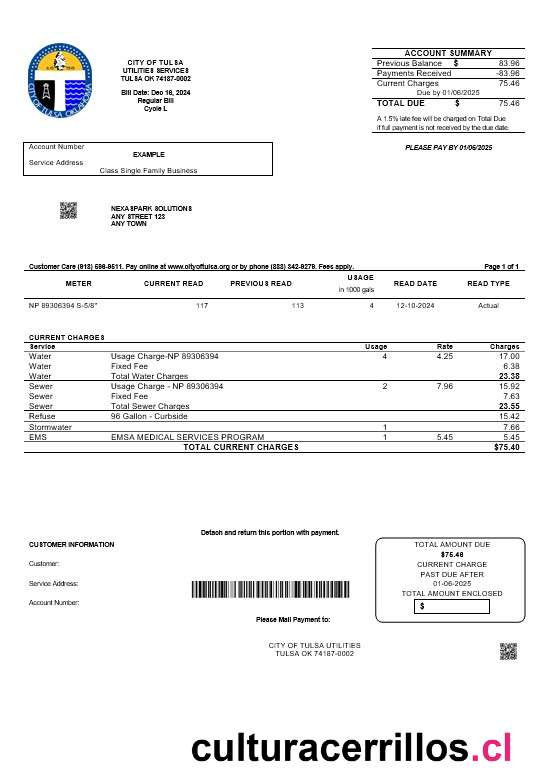 CITY OF TULSA OKLAHOMA
CITY OF TULSA
UTILITIES SERVICES
TULSA OK 74187-0002
Bill Date: Dec 16, 2024
Regular Bill
Cycle L
ACCOUNT SUMMARY
Previous Balance $ 83.96
Payments Received -83.96
Current Charges 75.46
Due by 01/06/2025
TOTAL DUE $ 75.46
A 1.5% late fee will be charged on Total Due
if full payment is not received by the due date.
PLEASE PAY BY 01/06/2025
Account Number
EXAMPLE
Service Address
Class Single Family Business
NEXASPARK SOLUTIONS
ANY STREET 123
ANY TOWN
Customer Care (918) 596-9511. Pay online at www.cityoftulsa.org or by phone Fees apply. Page 1 of 1
METER CURRENT READ PREVIOUS READ USAGE in 1000 gals READ DATE READ TYPE
NP 89306394 S-5/8" 117 113 4 12-10-2024 Actual
CURRENT CHARGES
Service Usage Rate Charges
Water Usage Charge-NP 89306394 4 4.25 17.00
Water Fixed Fee 6.38
Water Total Water Charges 23.38
Sewer Usage Charge - NP 89306394 2 7.96 15.92
Sewer Fixed Fee 7.63
Sewer Total Sewer Charges 23.55
Refuse 96 Gallon - Curbside 15.42
Stormwater 1 7.66
EMS EMSA MEDICAL SERVICES PROGRAM 1 5.45 5.45
TOTAL CURRENT CHARGES $75.40
Detach and return this portion with payment.
CUSTOMER INFORMATION
Customer:
Service Address:
Account Number:
Please Mail Payment to:
CITY OF TULSA UTILITIES
TULSA OK 74187-0002
TOTAL AMOUNT DUE
$75.46
CURRENT CHARGE
PAST DUE AFTER
01-06-2025
TOTAL AMOUNT ENCLOSED
$
culturacerrillos.cl